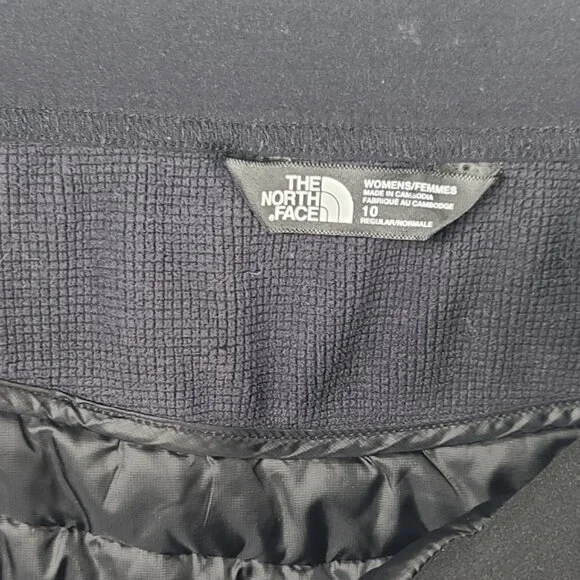 THE
NORTH
FACE
WOMENS/FEMMES
MADE IN CAMBODIA
FABRIQUÉ AU CAMBODGE
10
REGULAR/NORMALE